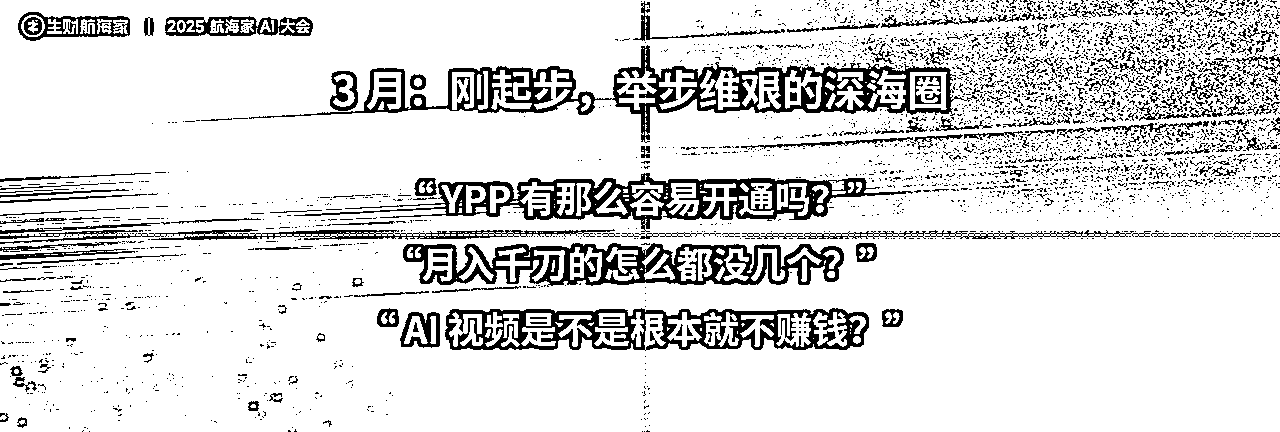 生财航海家 || 2025 航海家 AI 大会
3 月：刚起步，举步维艰的深海圈
“ YPP 有那么容易开通吗？”
“月入千刀的怎么都没几个？”
“ AI 视频是不是根本就不赚钱？”